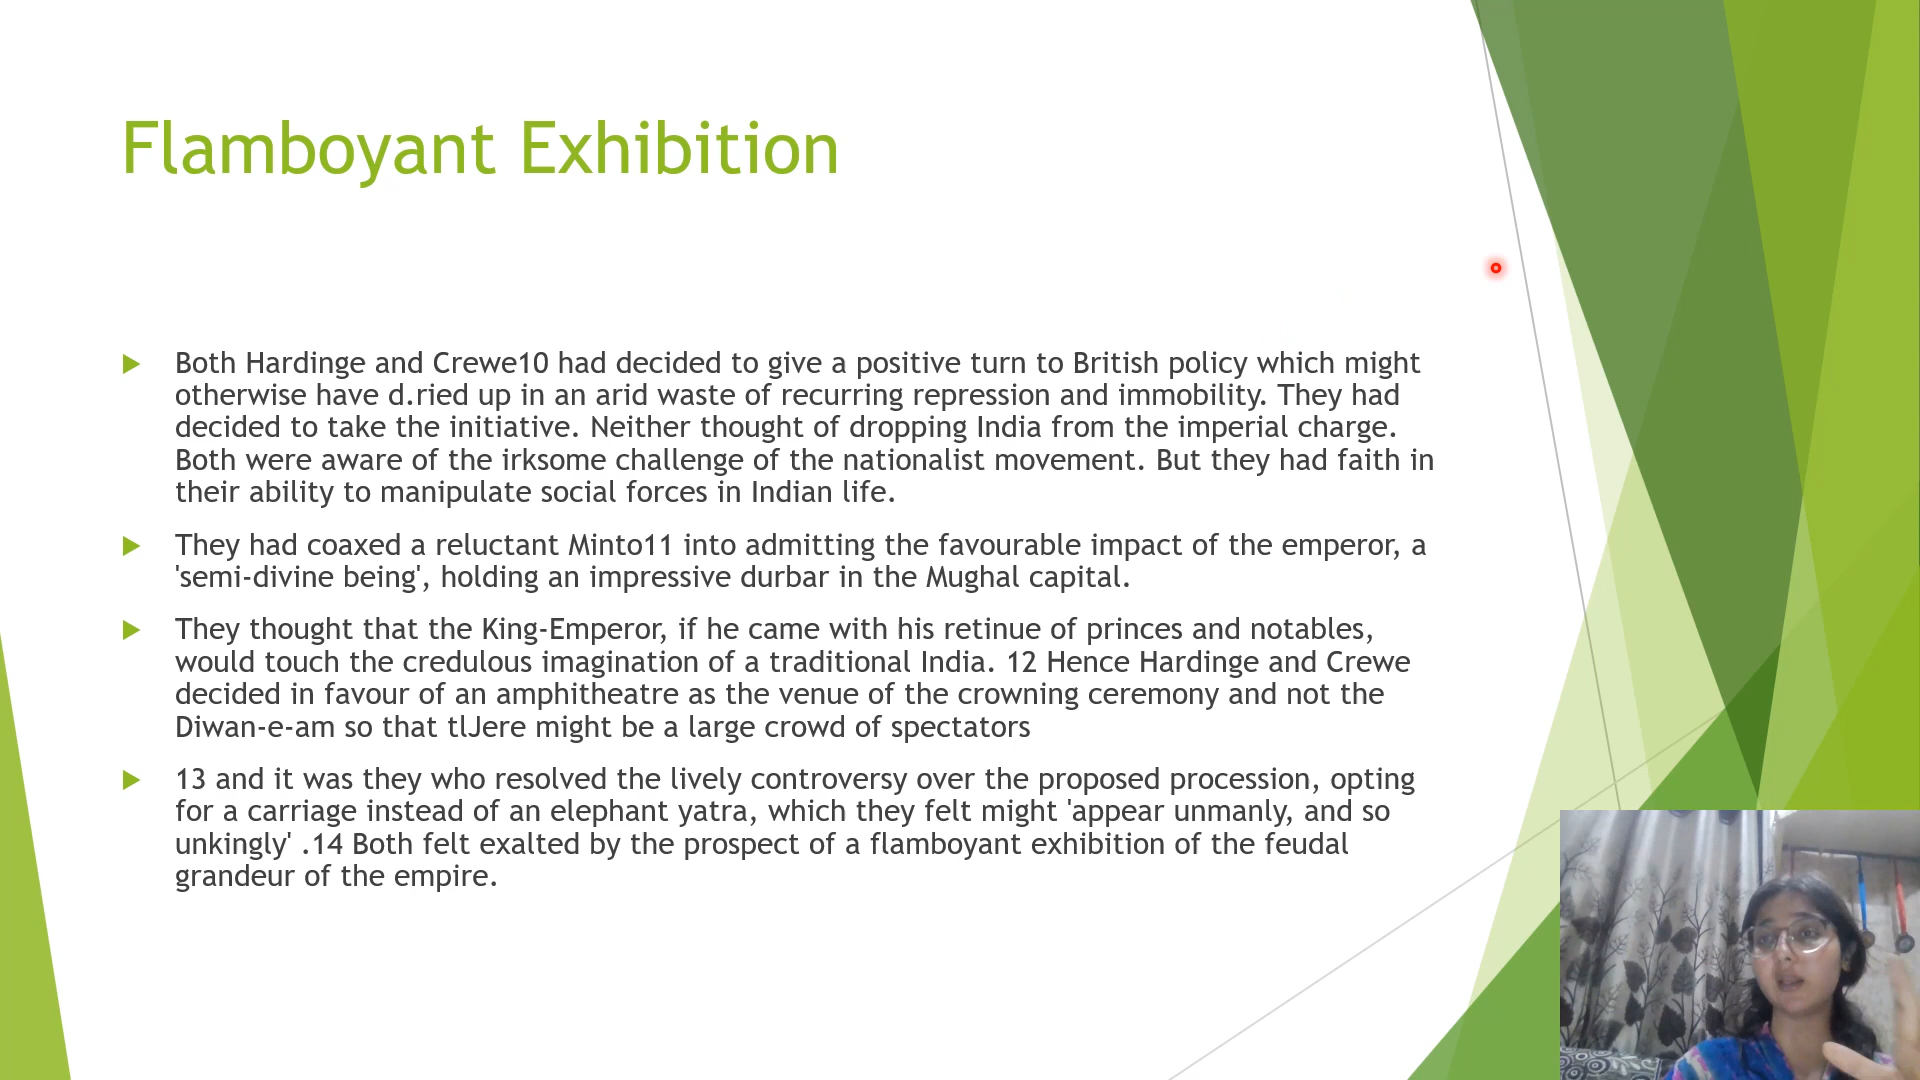 Flamboyant Exhibition
Both Hardinge and Crewe10 had decided to give a positive turn to British policy which might
otherwise have d.ried up in an arid waste of recurring repression and immobility. They had
decided to take the initiative. Neither thought of dropping India from the imperial charge.
Both were aware of the irksome challenge of the nationalist movement. But they had faith in
their ability to manipulate social forces in Indian life.
They had coaxed a reluctant Minto11 into admitting the favourable impact of the emperor, a
'semi-divine being', holding an impressive durbar in the Mughal capital.
They thought that the King-Emperor, if he came with his retinue of princes and notables,
would touch the credulous imagination of a traditional India. 12 Hence Hardinge and Crewe
decided in favour of an amphitheatre as the venue of the crowning ceremony and not the
Diwan-e-am so that tlJere might be a large crowd of spectators
13 and it was they who resolved the lively controversy over the proposed procession, opting
for a carriage instead of an elephant yatra, which they felt might 'appear unmanly, and so
unkingly' .14 Both felt exalted by the prospect of a flamboyant exhibition of the feudal
grandeur of the empire.